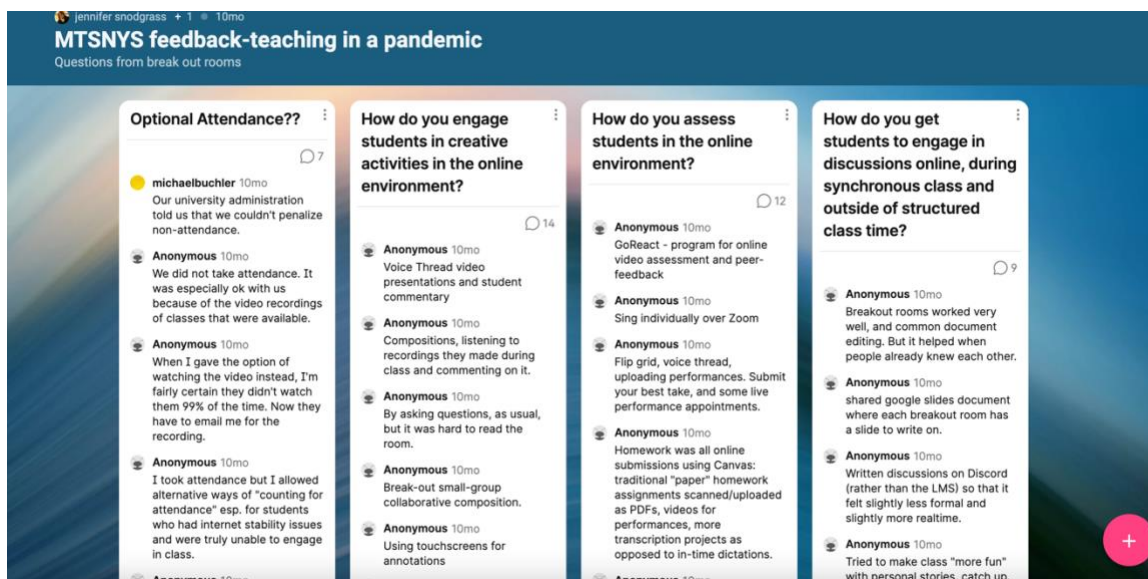 jennifer snodgrass + 1 10mo
MTSNYS feedback-teaching in a pandemic
Questions from break out rooms
Optional Attendance??
7
michaelbuchler 10mo
Our university administration
told us that we couldn't penalize
non-attendance.
Anonymous 10mo
We did not take attendance. It
was especially ok with us
because of the video recordings
of classes that were available.
Anonymous 10mo
When I gave the option of
watching the video instead, I'm
fairly certain they didn't watch
them 99% of the time. Now they
have to email me for the
recording.
Anonymous 10mo
I took attendance but I allowed
alternative ways of "counting for
attendance" esp. for students
who had internet stability issues
and were truly unable to engage
in class.
How do you engage
students in creative
activities in the online
environment?
14
Anonymous 10mo
Voice Thread video
presentations and student
commentary
Anonymous 10mo
Compositions, listening to
recordings they made during
class and commenting on it.
Anonymous 10mo
By asking questions, as usual,
but it was hard to read the
room.
Anonymous 10mo
Break-out small-group
collaborative composition.
Anonymous 10mo
Using touchscreens for
annotations
How do you assess
students in the online
environment?
12
Anonymous 10mo
GoReact - program for online
video assessment and peer-
feedback
Anonymous 10mo
Sing individually over Zoom
Anonymous 10mo
Flip grid, voice thread,
uploading performances. Submit
your best take, and some live
performance appointments.
Anonymous 10mo
Homework was all online
submissions using Canvas:
traditional "paper" homework
assignments scanned/uploaded
as PDFs, videos for
performances, more
transcription projects as
opposed to in-time dictations.
How do you get
students to engage in
discussions online, during
synchronous class and
outside of structured
class time?
9
Anonymous 10mo
Breakout rooms worked very
well, and common document
editing. But it helped when
people already knew each other.
Anonymous 10mo
shared google slides document
where each breakout room has
a slide to write on.
Anonymous 10mo
Written discussions on Discord
(rather than the LMS) so that it
felt slightly less formal and
slightly more realtime.
Anonymous 10mo
Tried to make class "more fun"
with personal stories, catch up